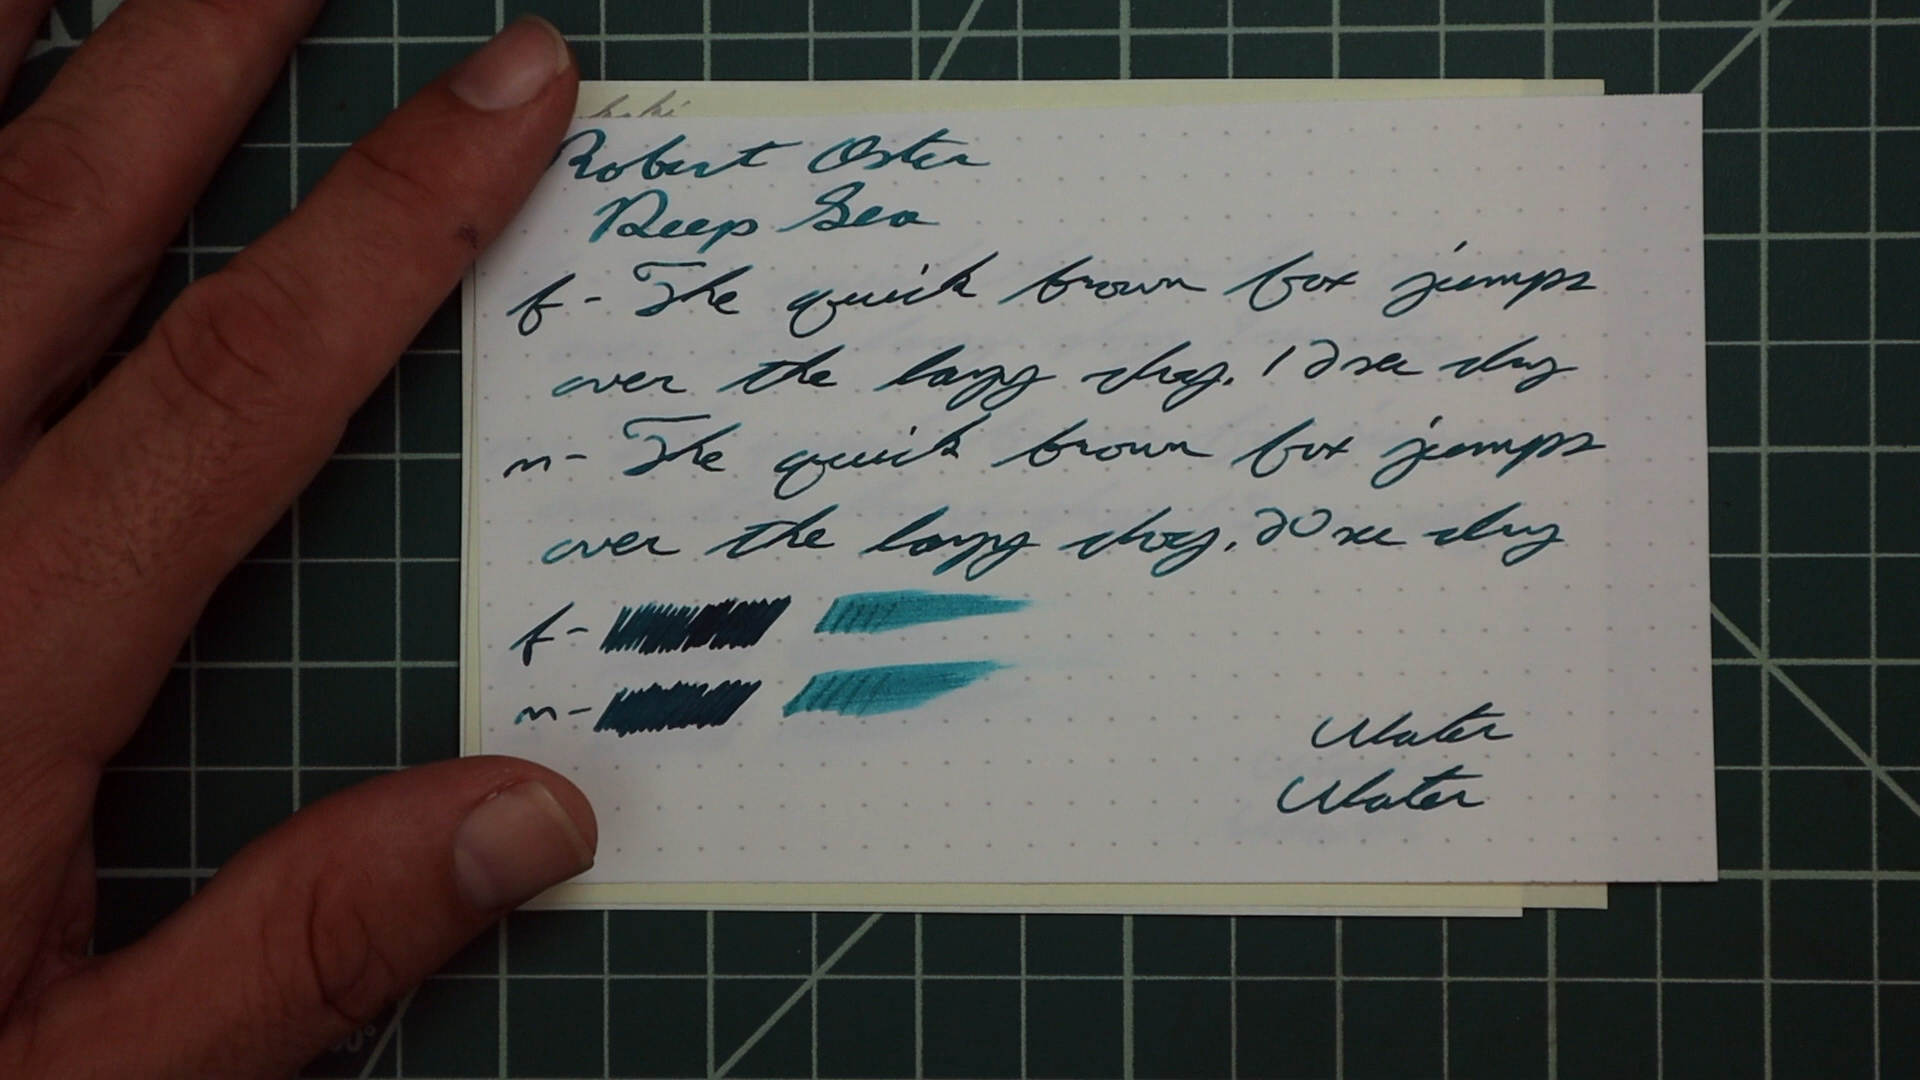 Robert Oster
Deep Sea
f - The quick brown fox jumps
over the lazy dog. 12 sec dry
m - The quick brown fox jumps
over the lazy dog. 20 sec dry
f -
m -
Water
Water